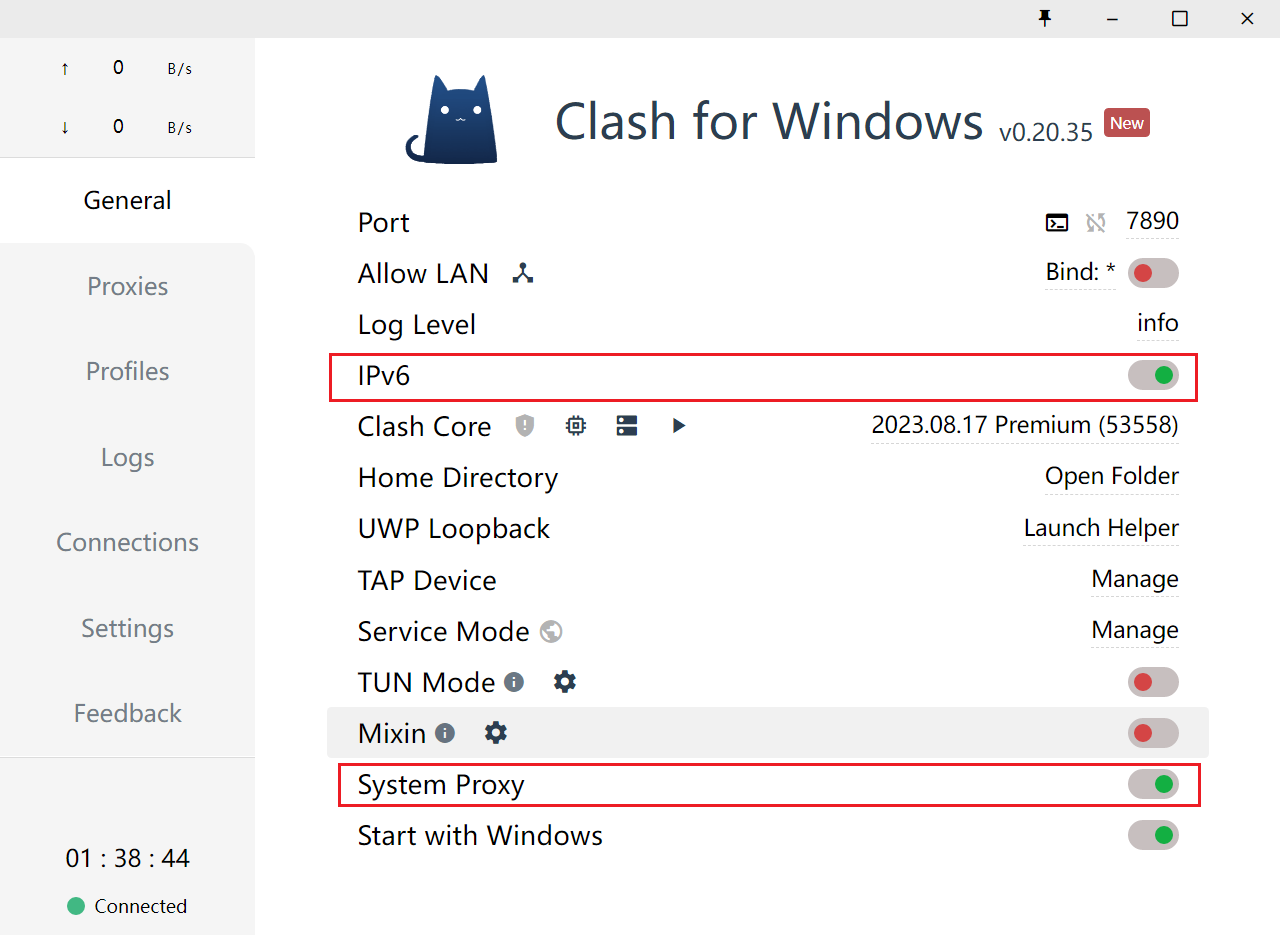 ↑ 0 B/s
↓ 0 B/s
General
Proxies
Profiles
Logs
Connections
Settings
Feedback
01 : 38 : 44
Connected
Clash for Windows v0.20.35 New
Port 7890
Allow LAN Bind: *
Log Level info
IPv6
Clash Core 2023.08.17 Premium (53558)
Home Directory Open Folder
UWP Loopback Launch Helper
TAP Device Manage
Service Mode Manage
TUN Mode
Mixin
System Proxy
Start with Windows